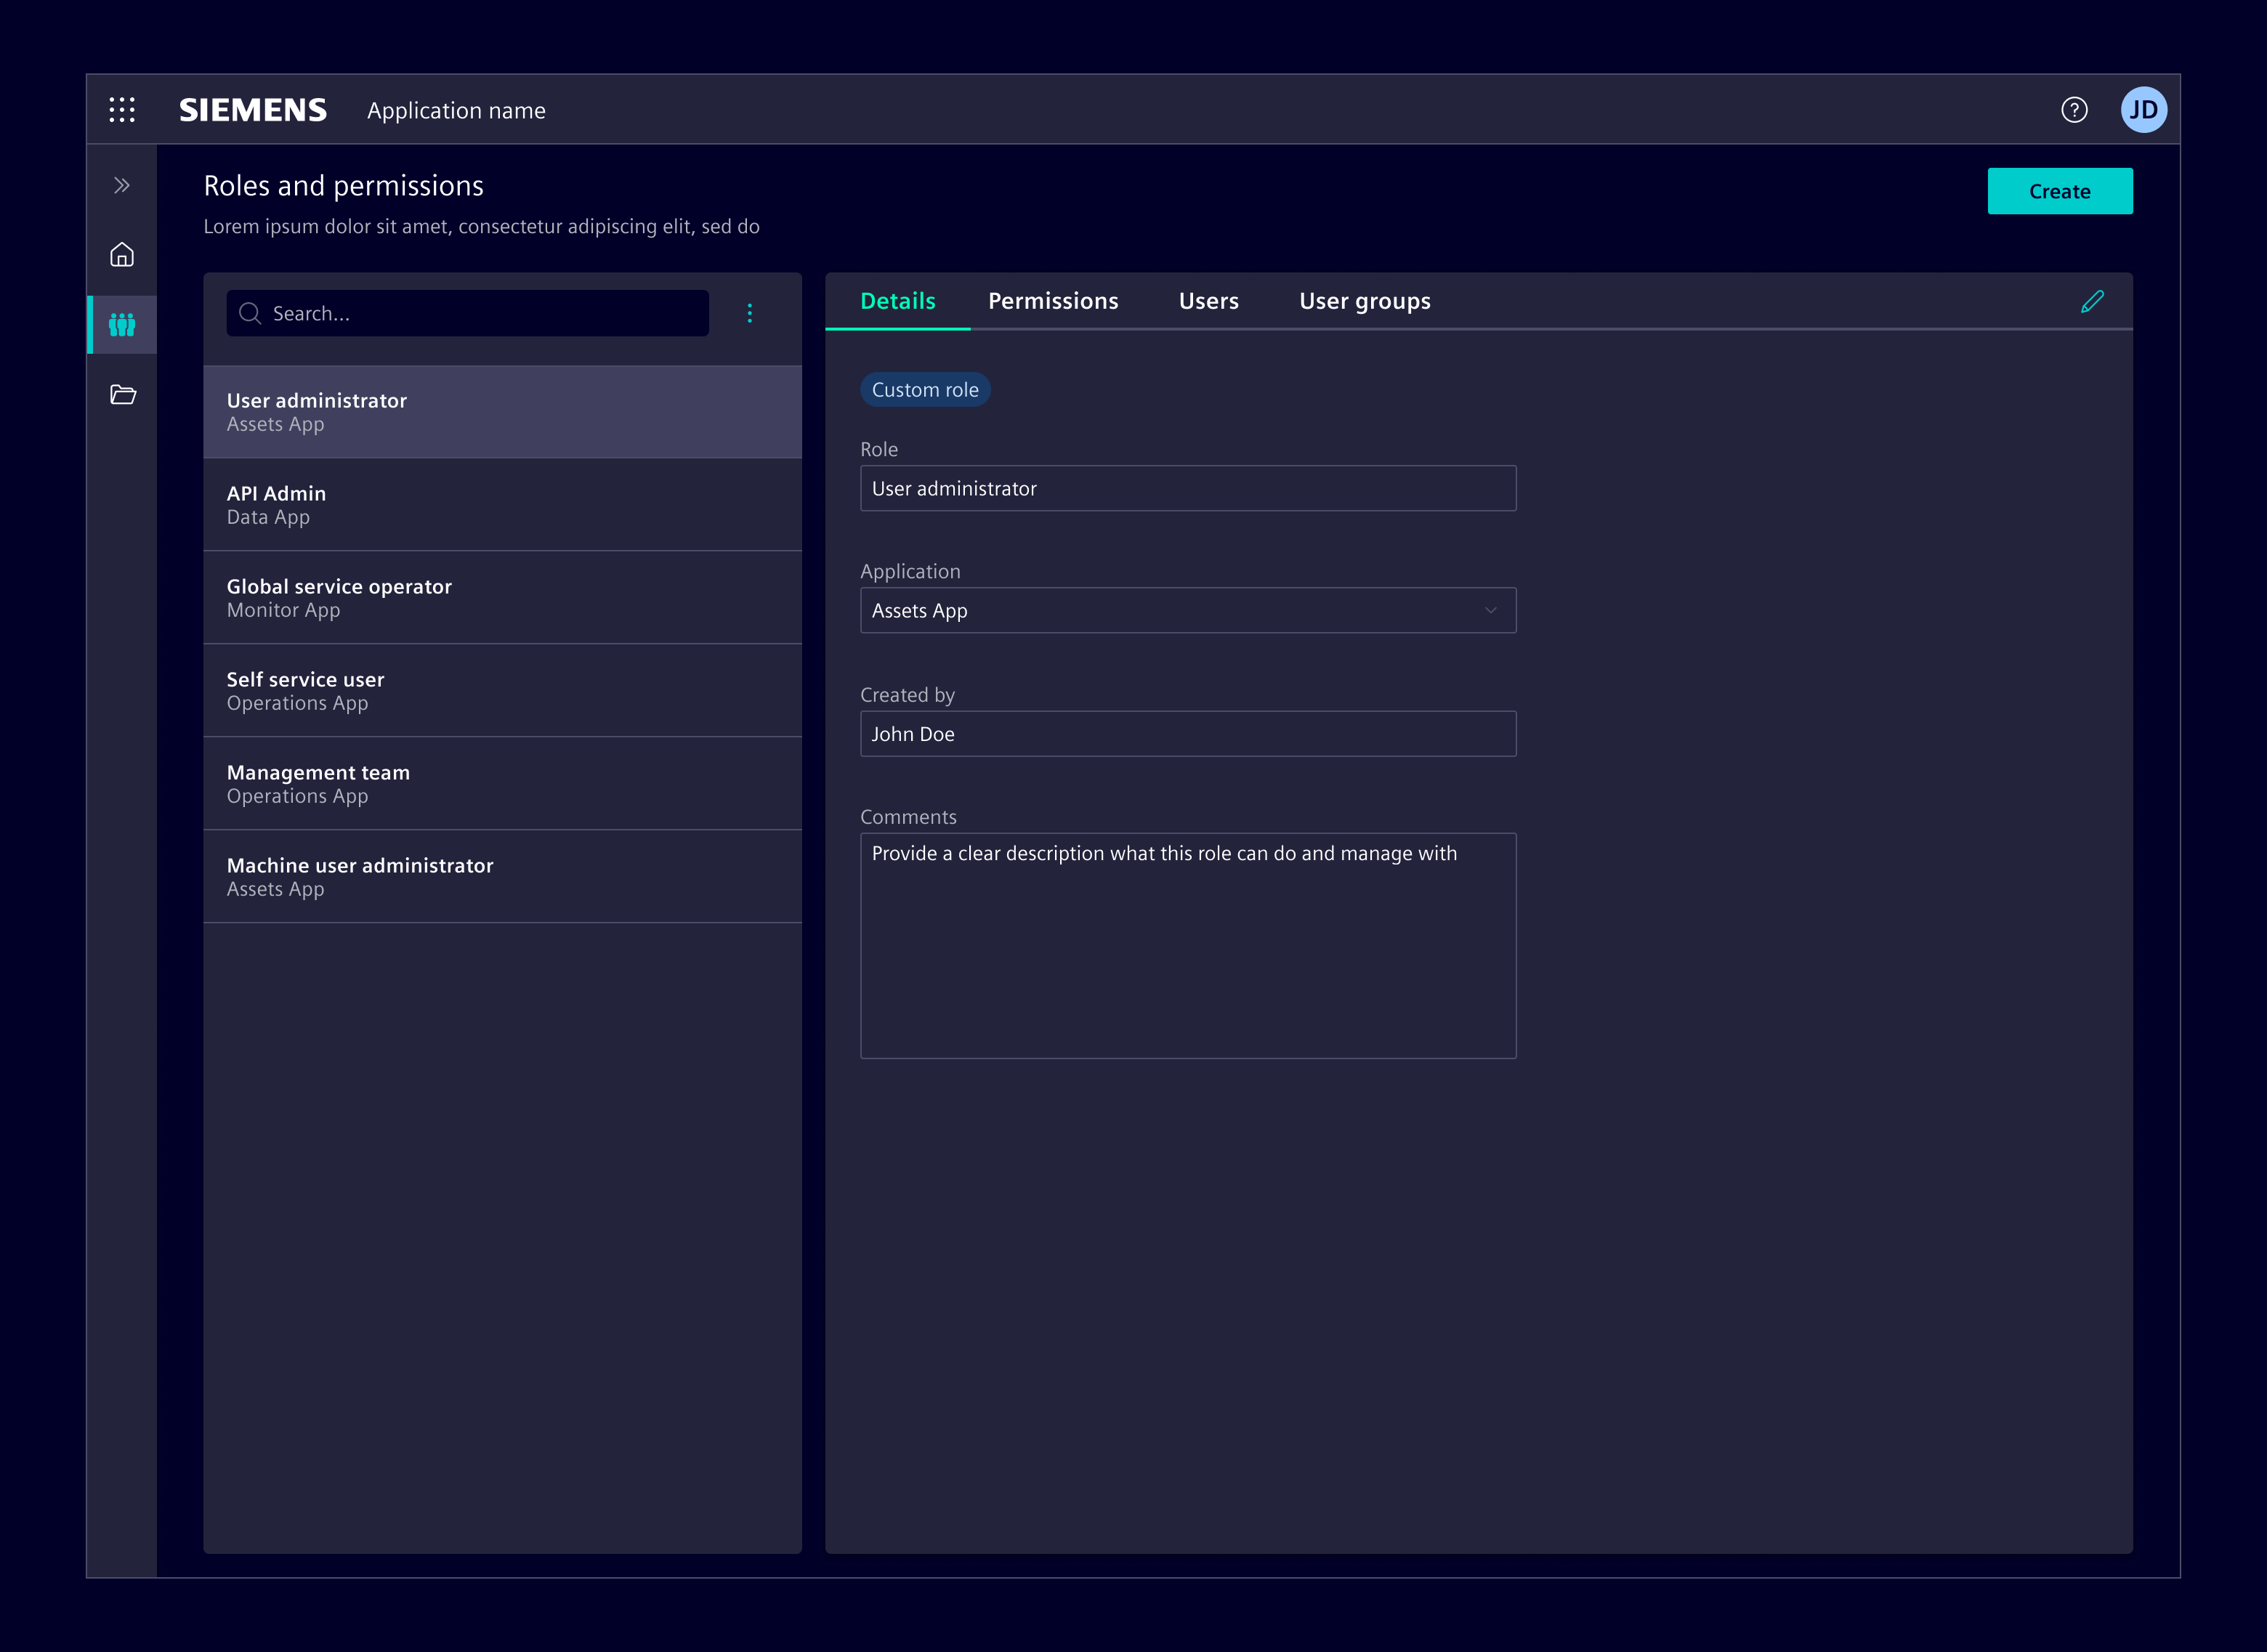 SIEMENS Application name ? JD
Roles and permissions
Create
Lorem ipsum dolor sit amet, consectetur adipiscing elit, sed do
Search...
User administrator
Assets App
API Admin
Data App
Global service operator
Monitor App
Self service user
Operations App
Management team
Operations App
Machine user administrator
Assets App
Details Permissions Users User groups
Custom role
Role
User administrator
Application
Assets App
Created by
John Doe
Comments
Provide a clear description what this role can do and manage with